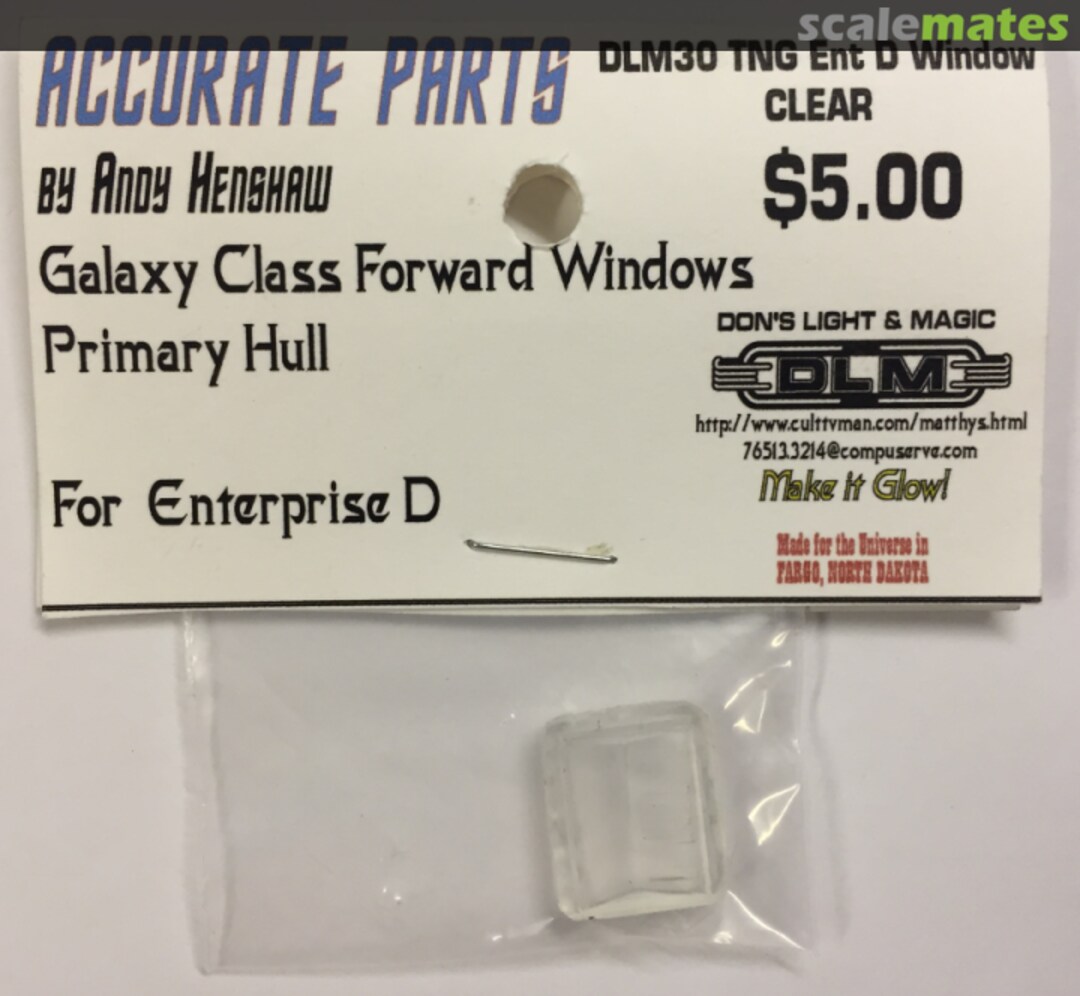 scalemates
ACCURATE PARTS
DLM30 TNG Ent D Window
CLEAR
$5.00
BY ANDY HENSHAW
Galaxy Class Forward Windows
Primary Hull
DON'S LIGHT & MAGIC
DLM
http://www.culttvman.com/matthys.html
76513.3214@compuserve.com
Make it Glow!
For Enterprise D
Made for the Universe in
FARGO, NORTH DAKOTA